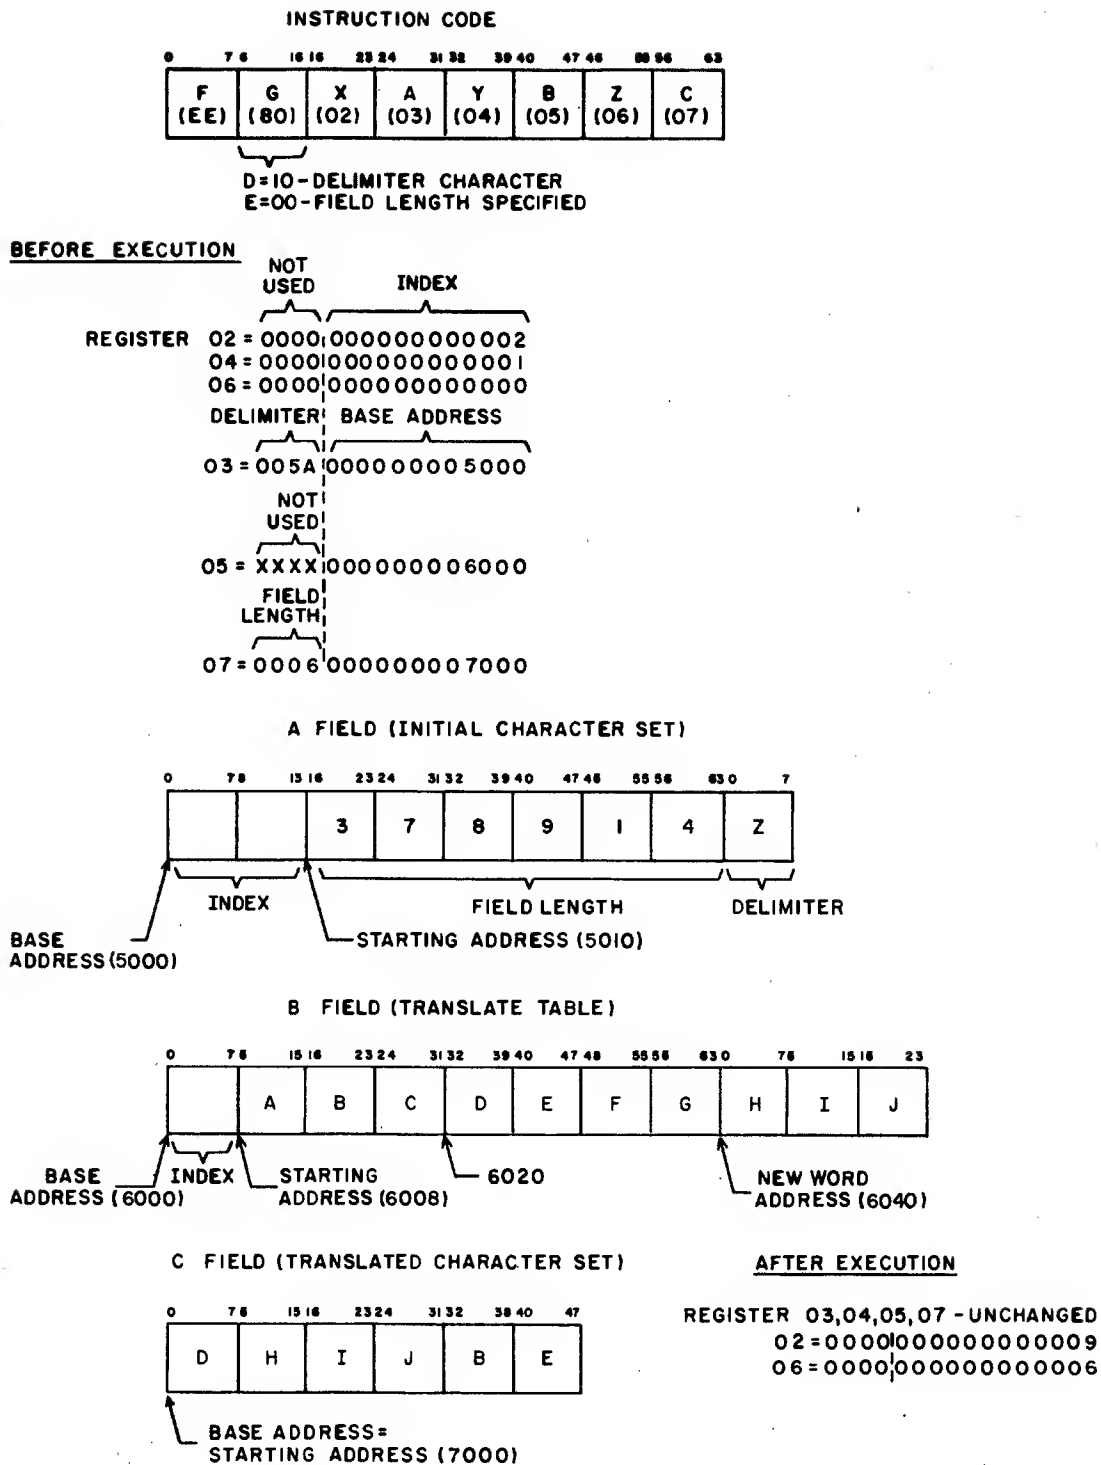 INSTRUCTION CODE
0 7 8 15 16 23 24 31 32 39 40 47 48 55 56 63
F G X A Y B Z C
(EE) (80) (02) (03) (04) (05) (06) (07)
D=10-DELIMITER CHARACTER
E=00-FIELD LENGTH SPECIFIED
BEFORE EXECUTION
NOT
USED INDEX
REGISTER 02=0000 000000000002
04=0000 000000000001
06=0000 000000000000
DELIMITER BASE ADDRESS
03=005A 000000005000
NOT
USED
05=XXXX 000000006000
FIELD
LENGTH
07=0006 000000007000
A FIELD (INITIAL CHARACTER SET)
0 7 8 15 16 23 24 31 32 39 40 47 48 55 56 63 0 7
3 7 8 9 1 4 Z
INDEX FIELD LENGTH DELIMITER
BASE
ADDRESS(5000)
STARTING ADDRESS (5010)
B FIELD (TRANSLATE TABLE)
0 7 8 15 16 23 24 31 32 39 40 47 48 55 56 63 0 7 8 15 16 23
A B C D E F G H I J
BASE
ADDRESS (6000)
INDEX
STARTING
ADDRESS (6008)
6020
NEW WORD
ADDRESS (6040)
C FIELD (TRANSLATED CHARACTER SET)
0 7 8 15 16 23 24 31 32 39 40 47
D H I J B E
BASE ADDRESS=
STARTING ADDRESS (7000)
AFTER EXECUTION
REGISTER 03,04,05,07-UNCHANGED
02=0000 000000000009
06=0000 000000000006